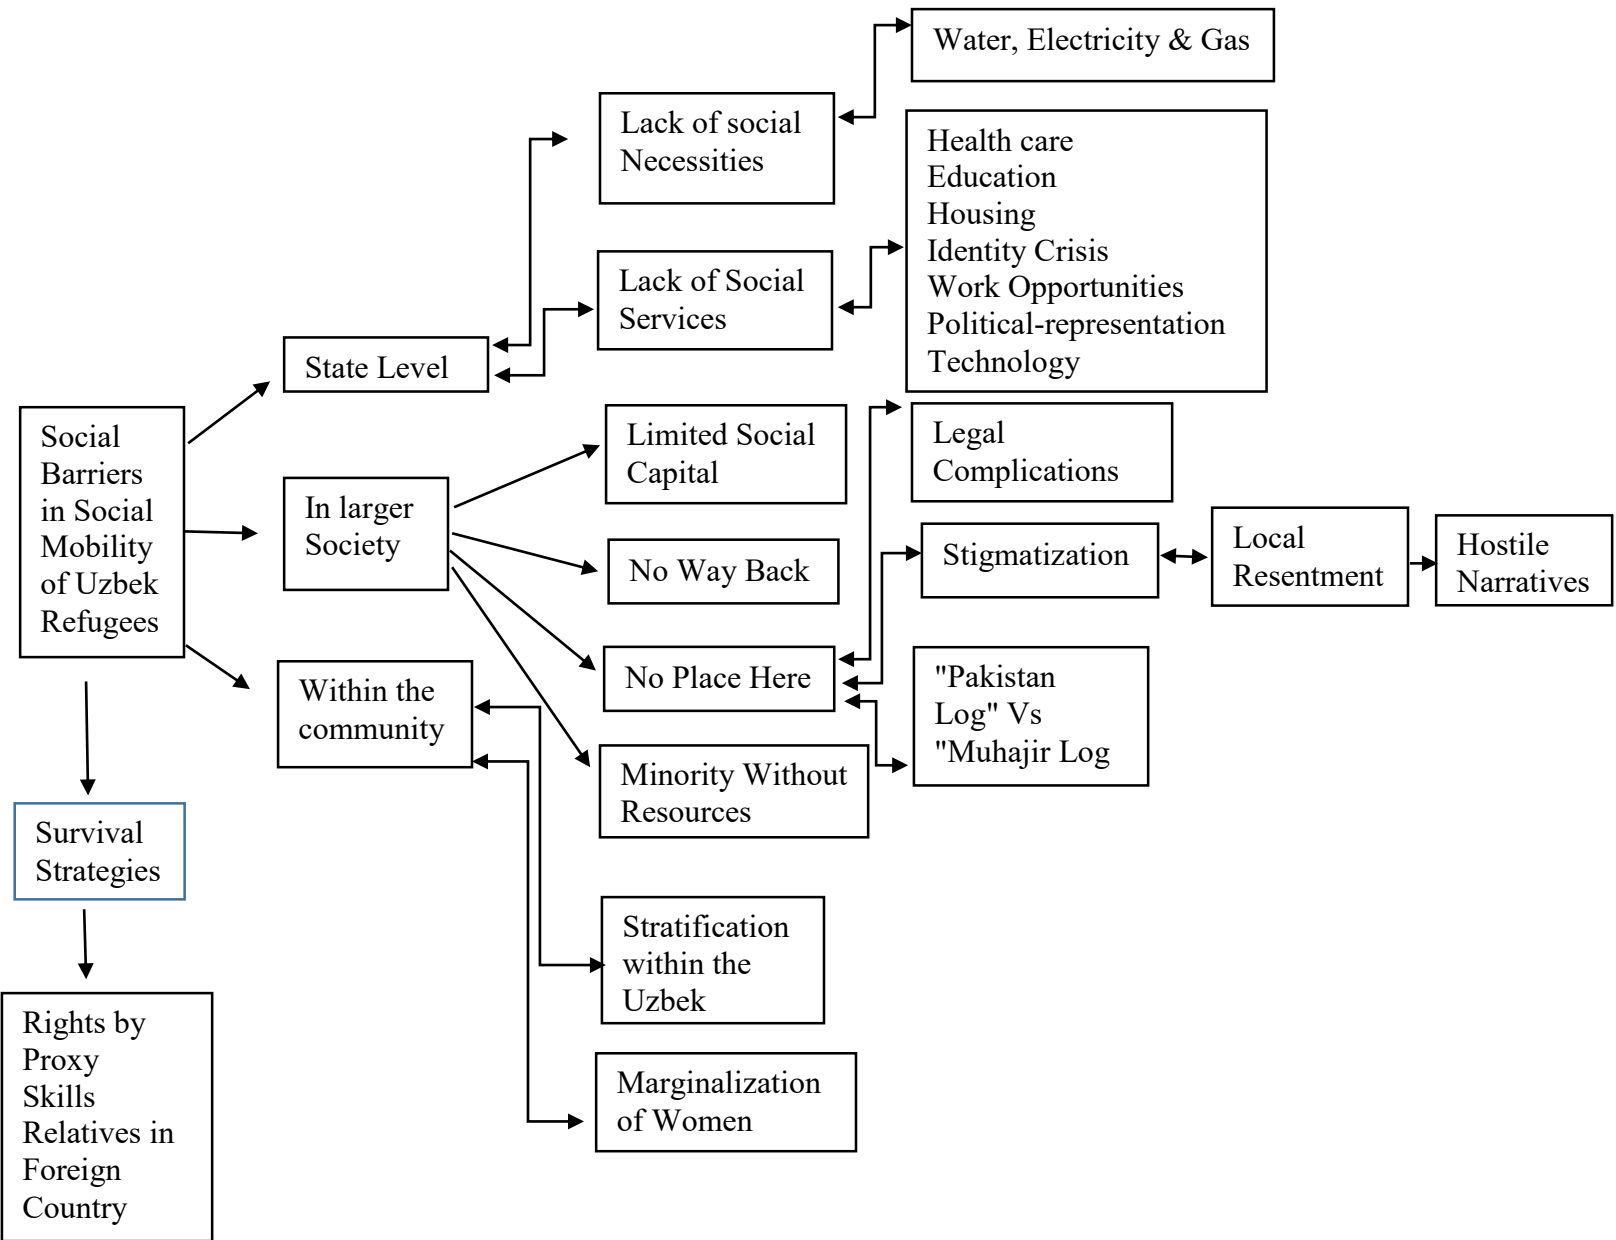 Water, Electricity & Gas
Lack of social
Necessities
Health care
Education
Housing
Identity Crisis
Work Opportunities
Political-representation
Technology
Lack of Social
Services
State Level
Social
Barriers
in Social
Mobility
of Uzbek
Refugees
Limited Social
Capital
Legal
Complications
In larger
Society
No Way Back
Stigmatization
Local
Resentment
Hostile
Narratives
No Place Here
"Pakistan
Log" Vs
"Muhajir Log
Within the
community
Minority Without
Resources
Survival
Strategies
Stratification
within the
Uzbek
Rights by
Proxy
Skills
Relatives in
Foreign
Country
Marginalization
of Women